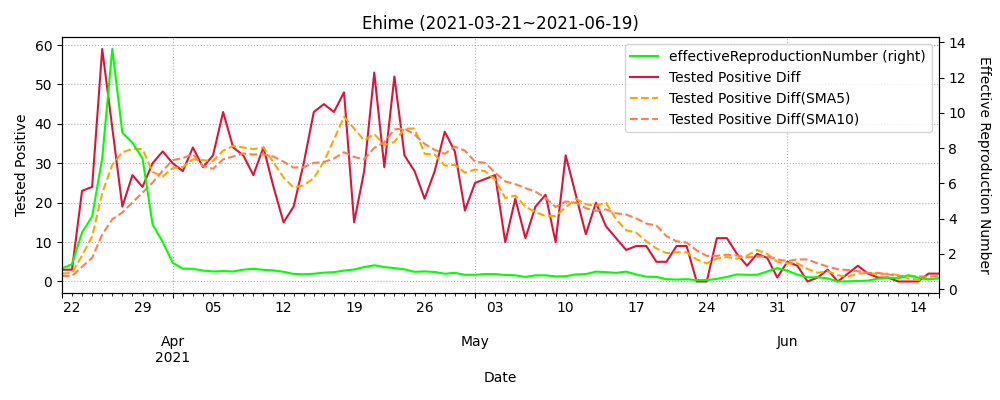 Ehime (2021-03-21~2021-06-19)
effectiveReproductionNumber (right)
Tested Positive Diff
Tested Positive Diff(SMA5)
Tested Positive Diff(SMA10)
Tested Positive
60
50
40
30
20
10
0
14
12
10
8
6
4
2
0
Effective Reproduction Number
22 29 05 12 19 26 03 10 17 24 31 07 14
Apr May Jun
2021
Date